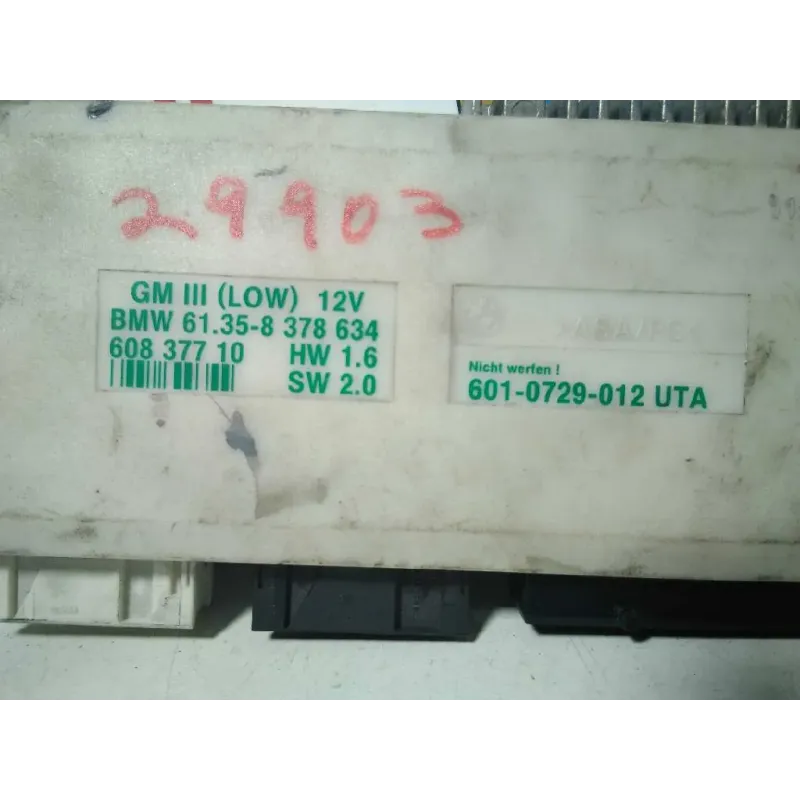 29903
GM III (LOW) 12V
BMW 61.35-8 378 634
608 377 10 HW 1.6
SW 2.0
Nicht werfen !
601-0729-012 UTA